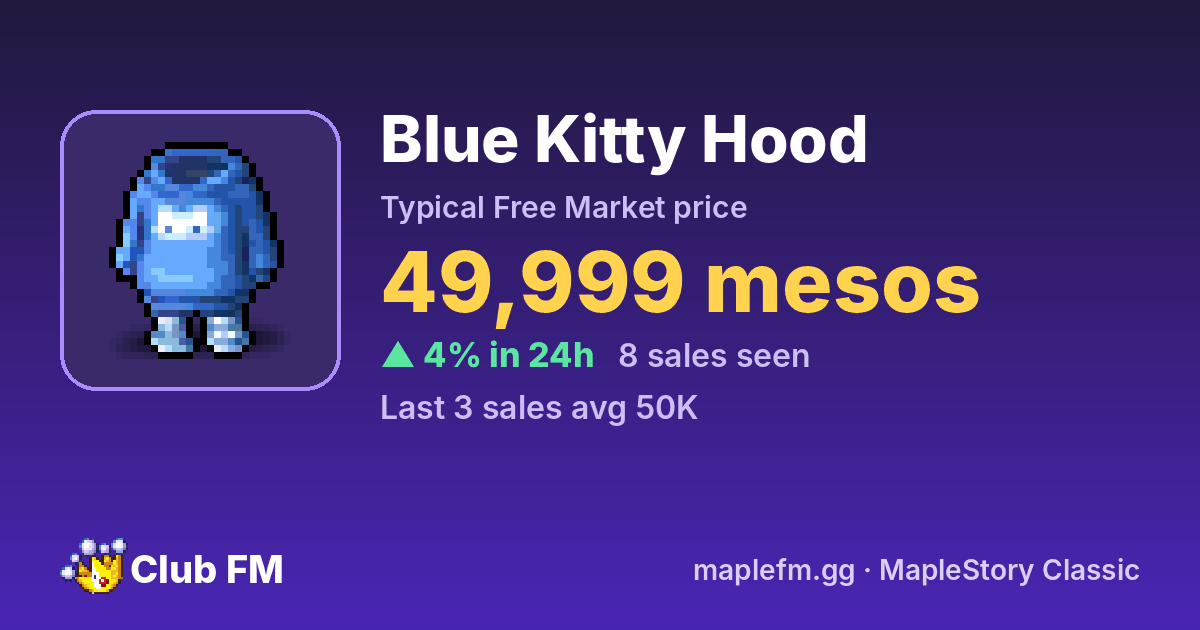 Blue Kitty Hood
Typical Free Market price
49,999 mesos
▲ 4% in 24h 8 sales seen
Last 3 sales avg 50K
Club FM
maplefm.gg · MapleStory Classic